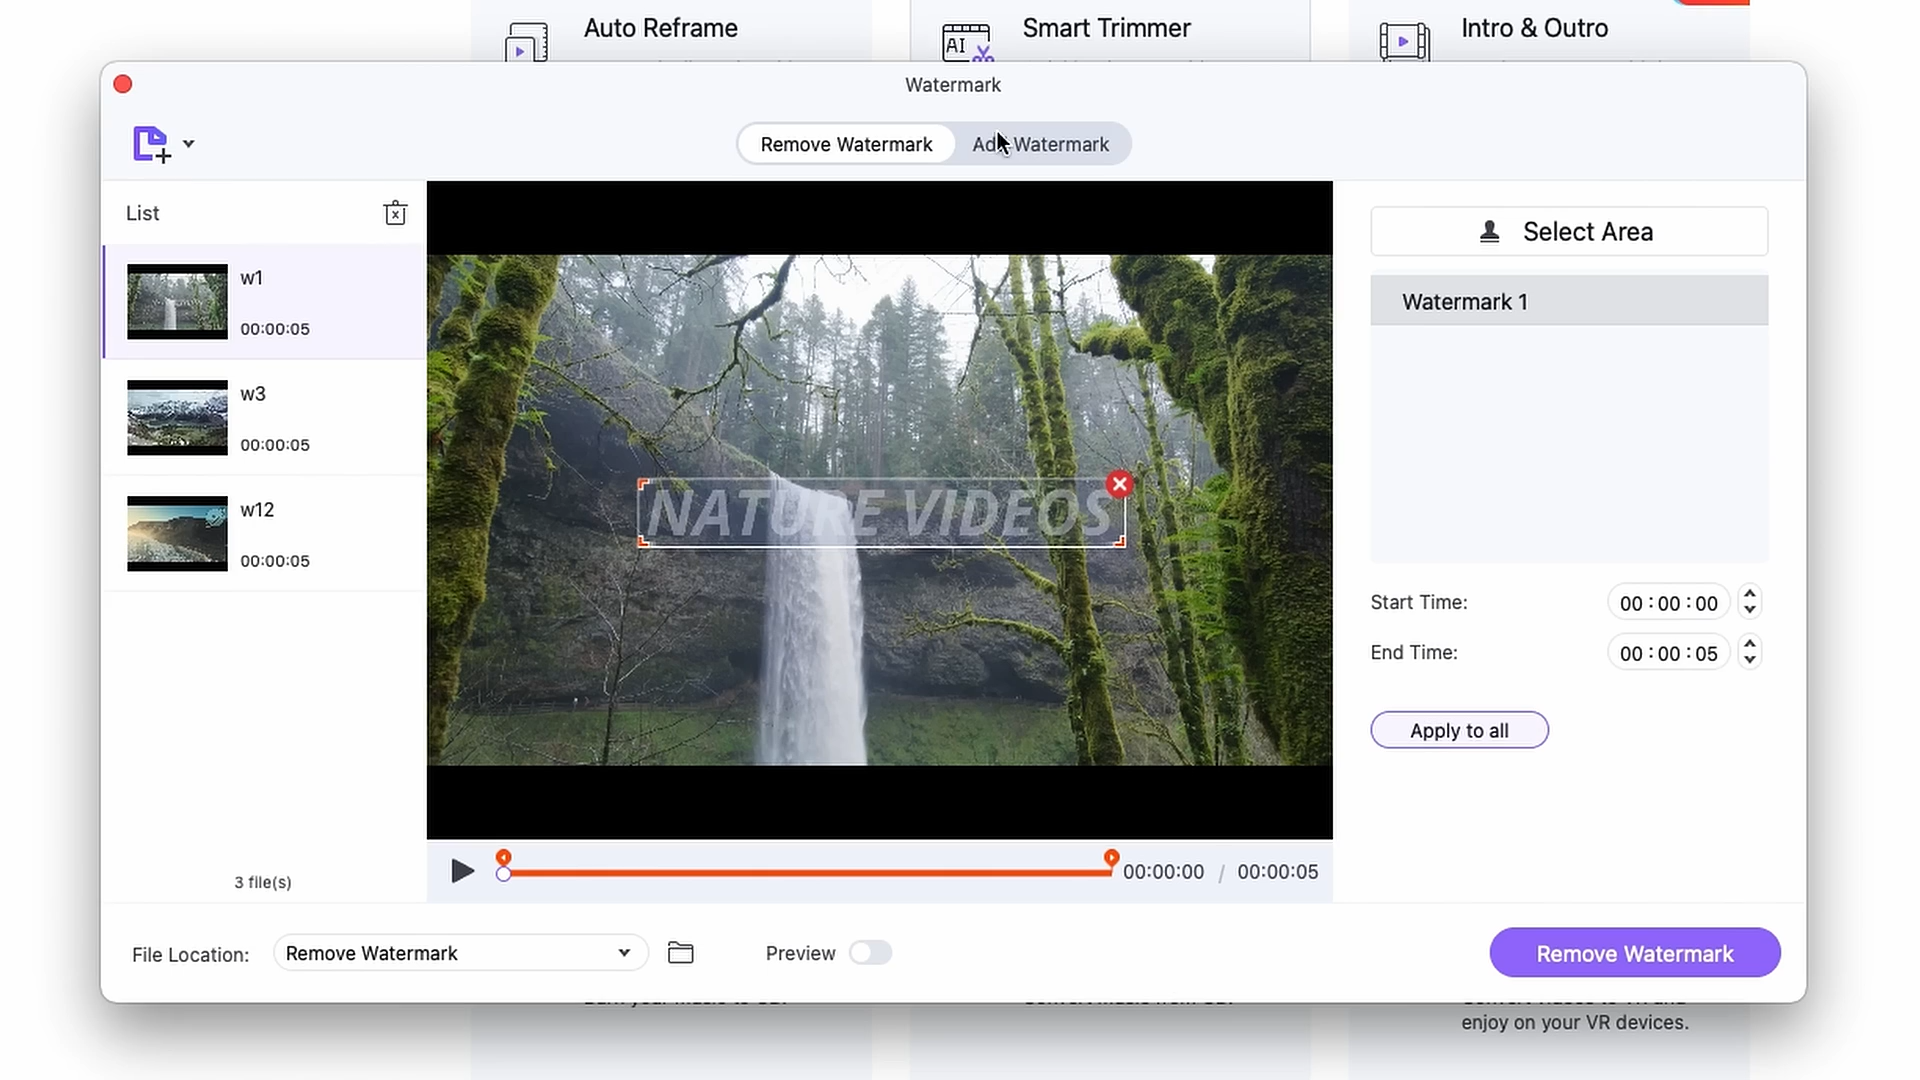 Auto Reframe
Smart Trimmer
Intro & Outro
AI
Watermark
Remove Watermark
Add Watermark
List
w1
00:00:05
w3
00:00:05
w12
00:00:05
3 file(s)
NATURE VIDEOS
00:00:00 / 00:00:05
Select Area
Watermark 1
Start Time: 00 : 00 : 00
End Time: 00 : 00 : 05
Apply to all
File Location: Remove Watermark
Preview
Remove Watermark
enjoy on your VR devices.